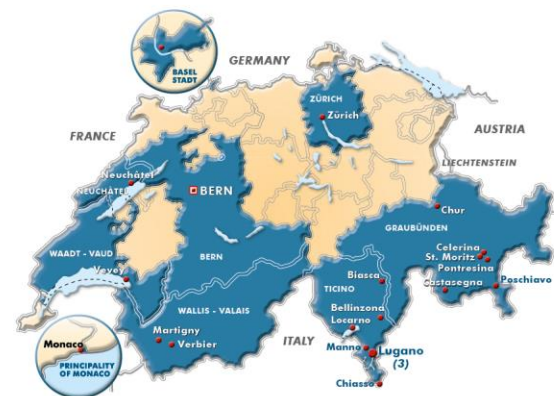 BASEL
STADT
GERMANY
ZÜRICH
Zürich
FRANCE
AUSTRIA
LIECHTENSTEIN
Neuchâtel
NEUCHÂTEL
BERN
Chur
GRAUBÜNDEN
WAADT - VAUD
BERN
Celerina
St. Moritz
Pontresina
Vevey
Biasca
TICINO
Castasegna
Poschiavo
WALLIS - VALAIS
Bellinzona
Locarno
Martigny
Verbier
ITALY
Monaco
PRINCIPALITY
OF MONACO
Manno
Lugano
(3)
Chiasso